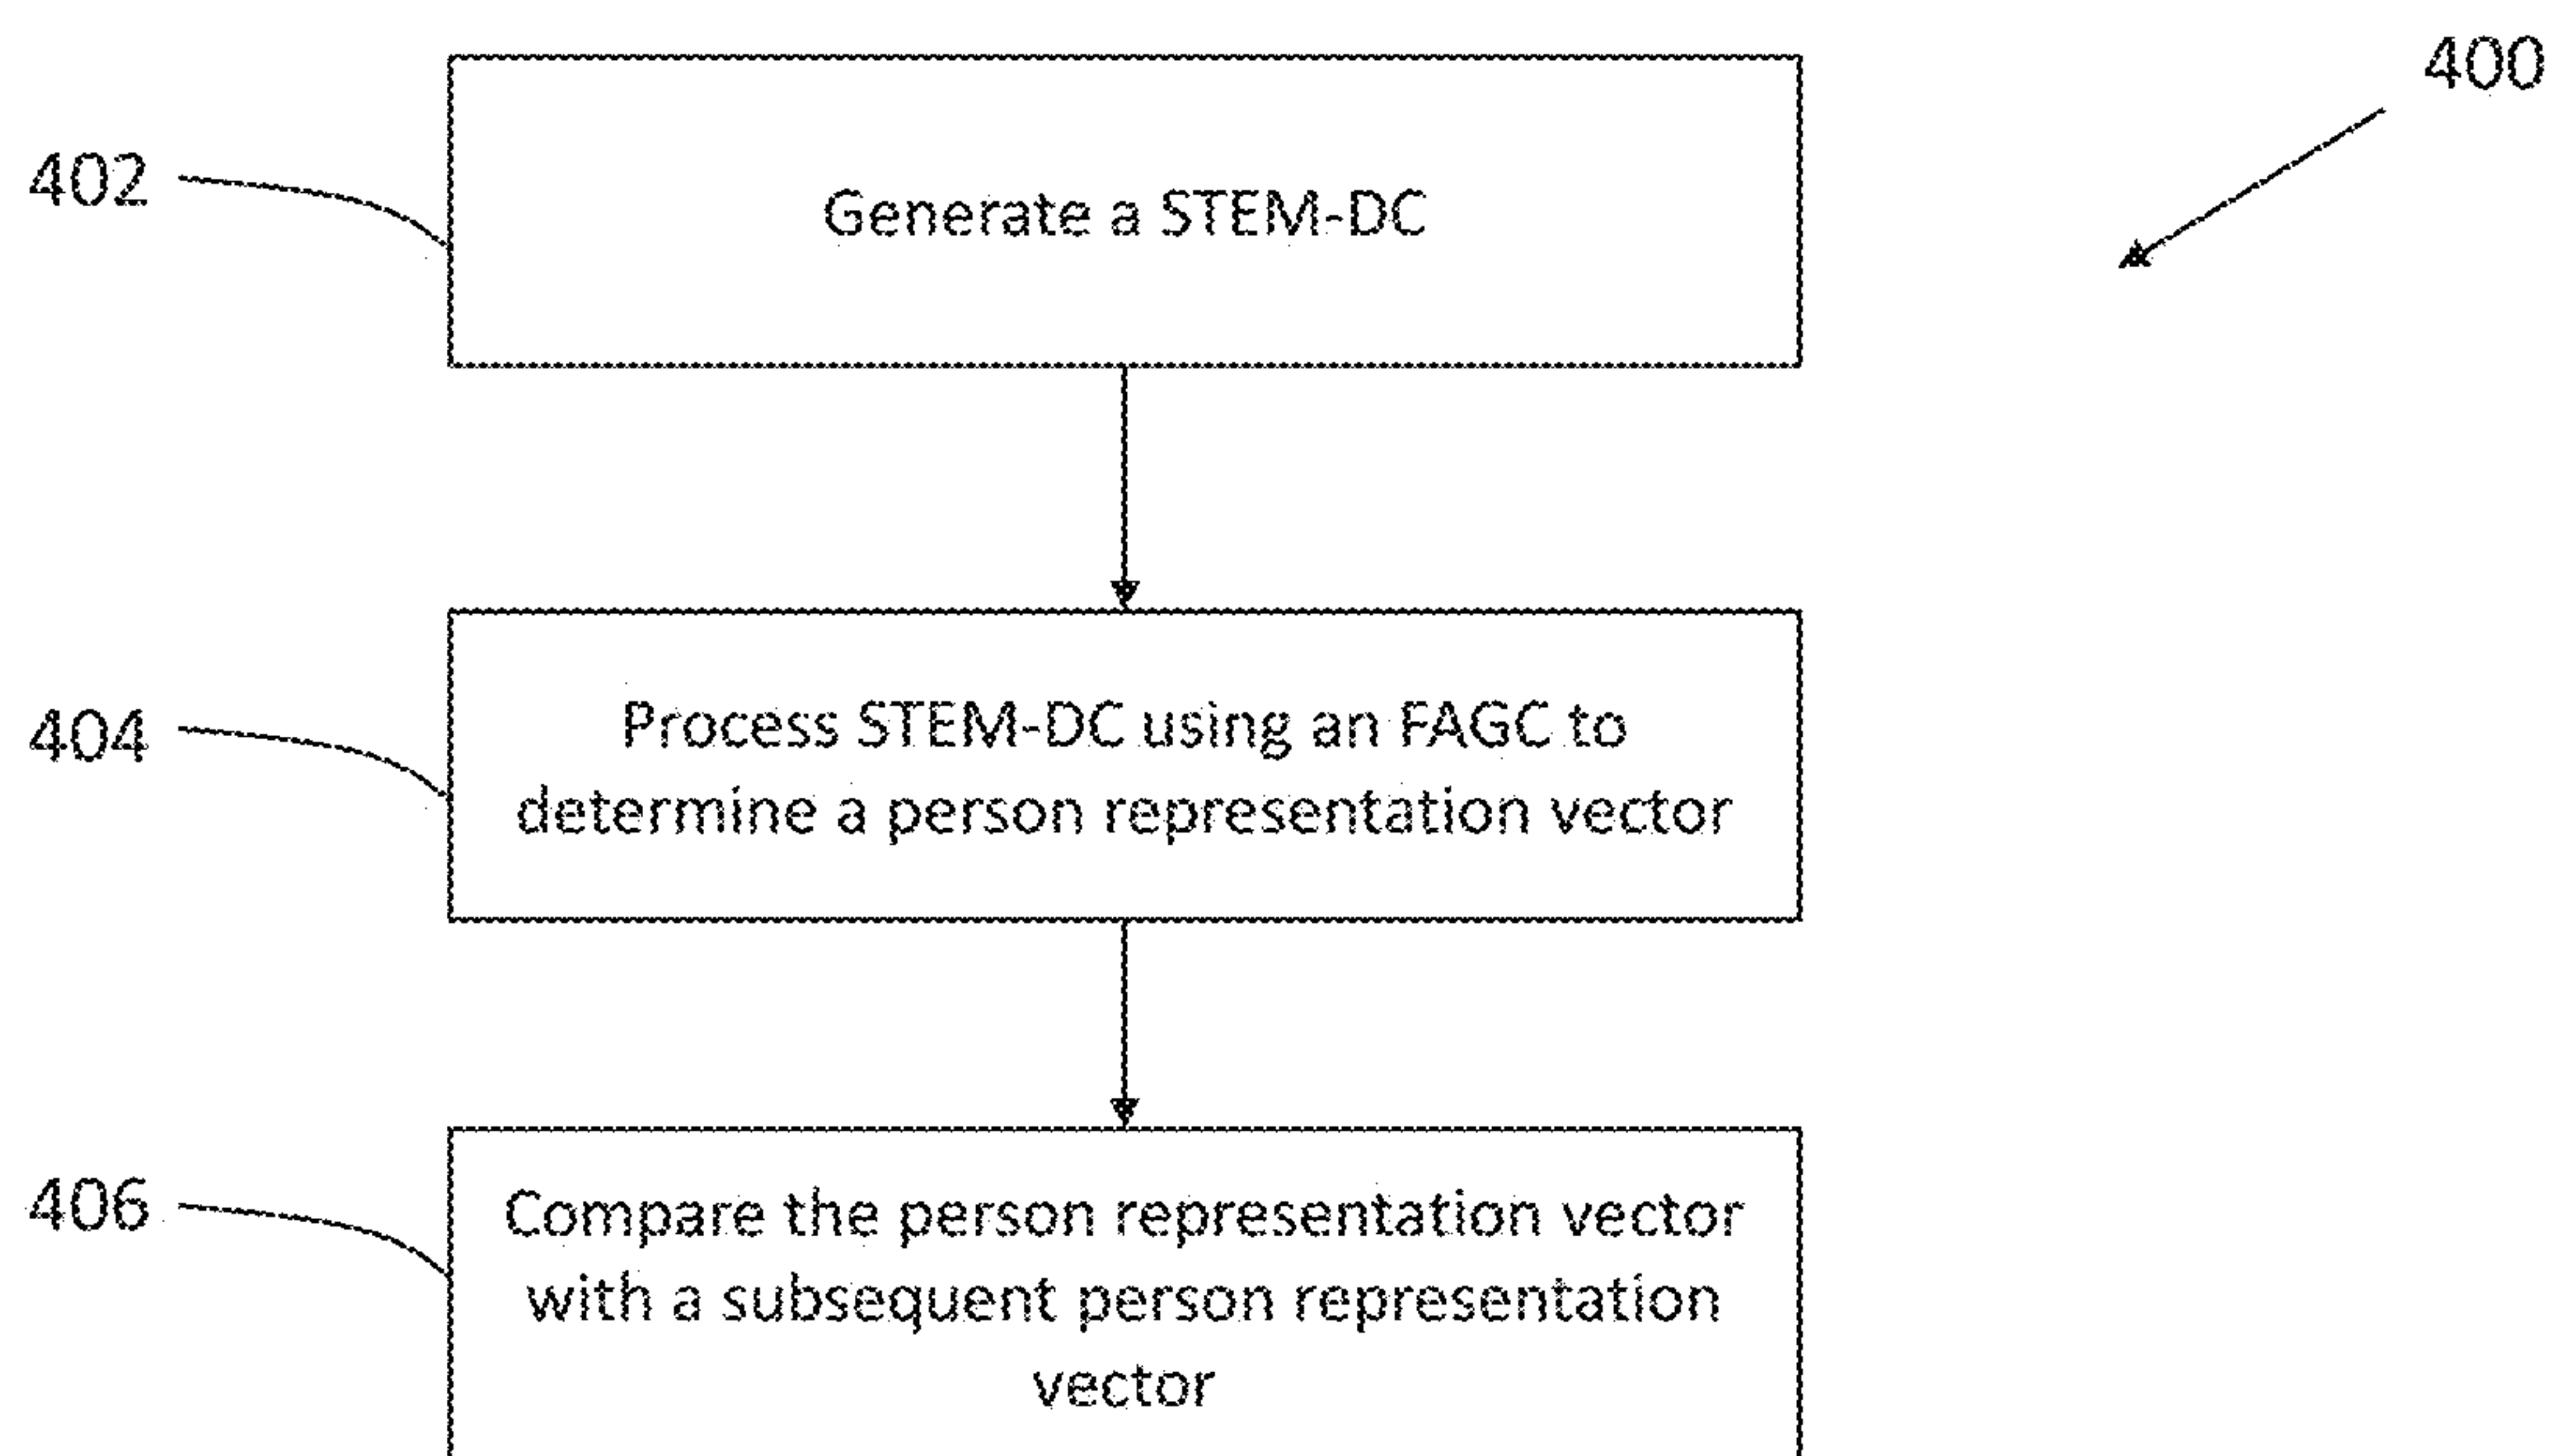 400
402
Generate a STEM-DC
404
Process STEM-DC using an FAGC to
determine a person representation vector
406
Compare the person representation vector
with a subsequent person representation
vector